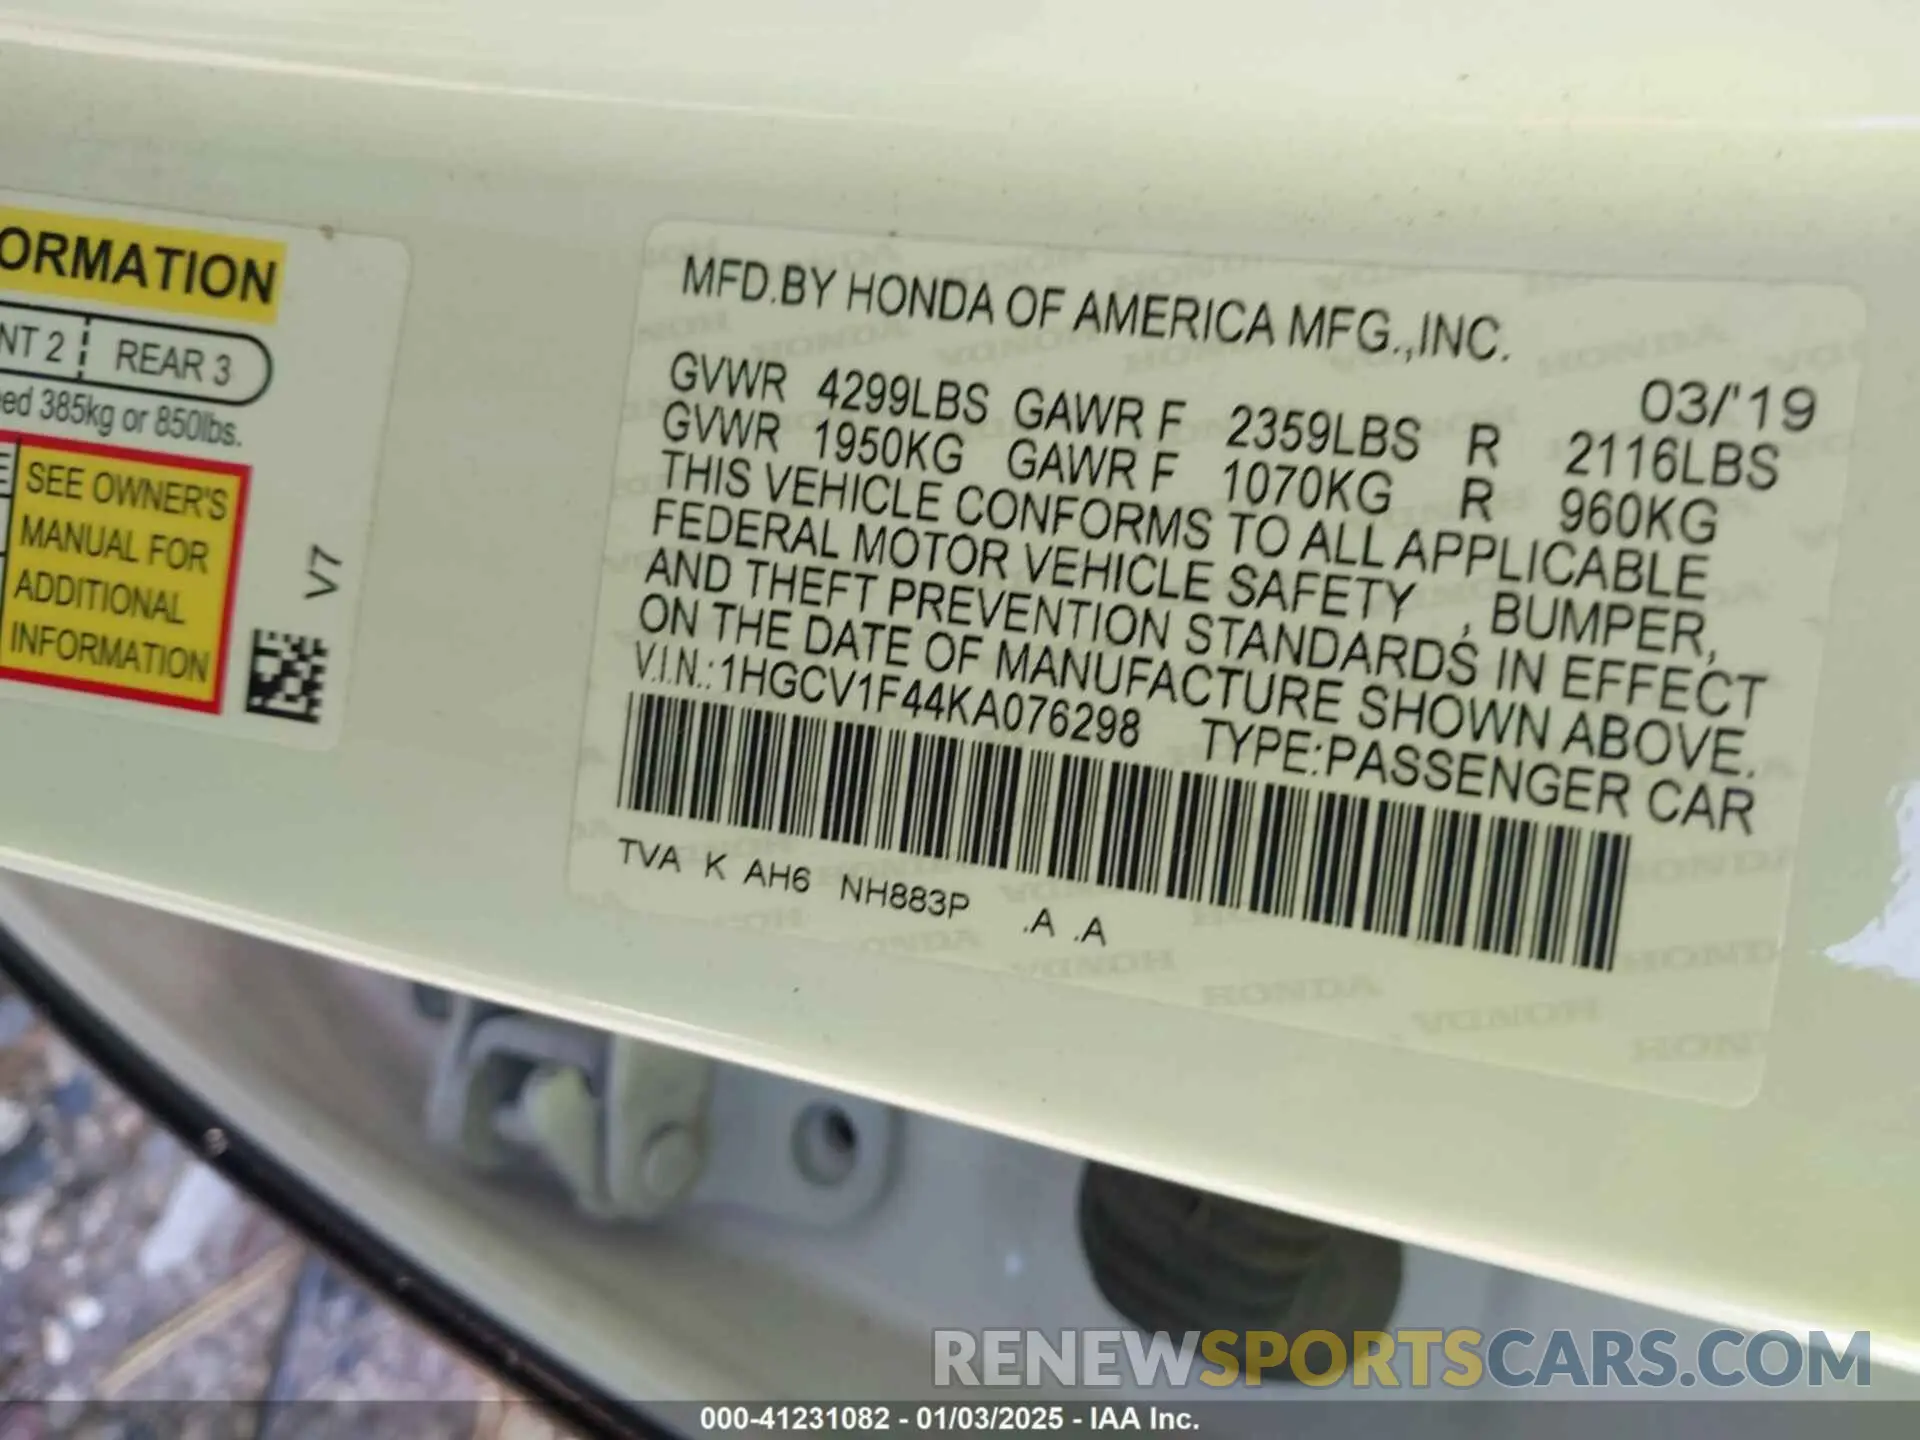 ORMATION
NT 2 REAR 3
ed 385kg or 850lbs.
E
SEE OWNER'S
MANUAL FOR
ADDITIONAL
INFORMATION
V7
MFD.BY HONDA OF AMERICA MFG.,INC.
03/'19
GVWR 4299LBS GAWR F 2359LBS R 2116LBS
GVWR 1950KG GAWR F 1070KG R 960KG
THIS VEHICLE CONFORMS TO ALL APPLICABLE
FEDERAL MOTOR VEHICLE SAFETY , BUMPER,
AND THEFT PREVENTION STANDARDS IN EFFECT
ON THE DATE OF MANUFACTURE SHOWN ABOVE.
V.I.N.:1HGCV1F44KA076298 TYPE:PASSENGER CAR
TVA K AH6 NH883P .A .A
RENEWSPORTSCARS.COM
000-41231082 - 01/03/2025 - IAA Inc.